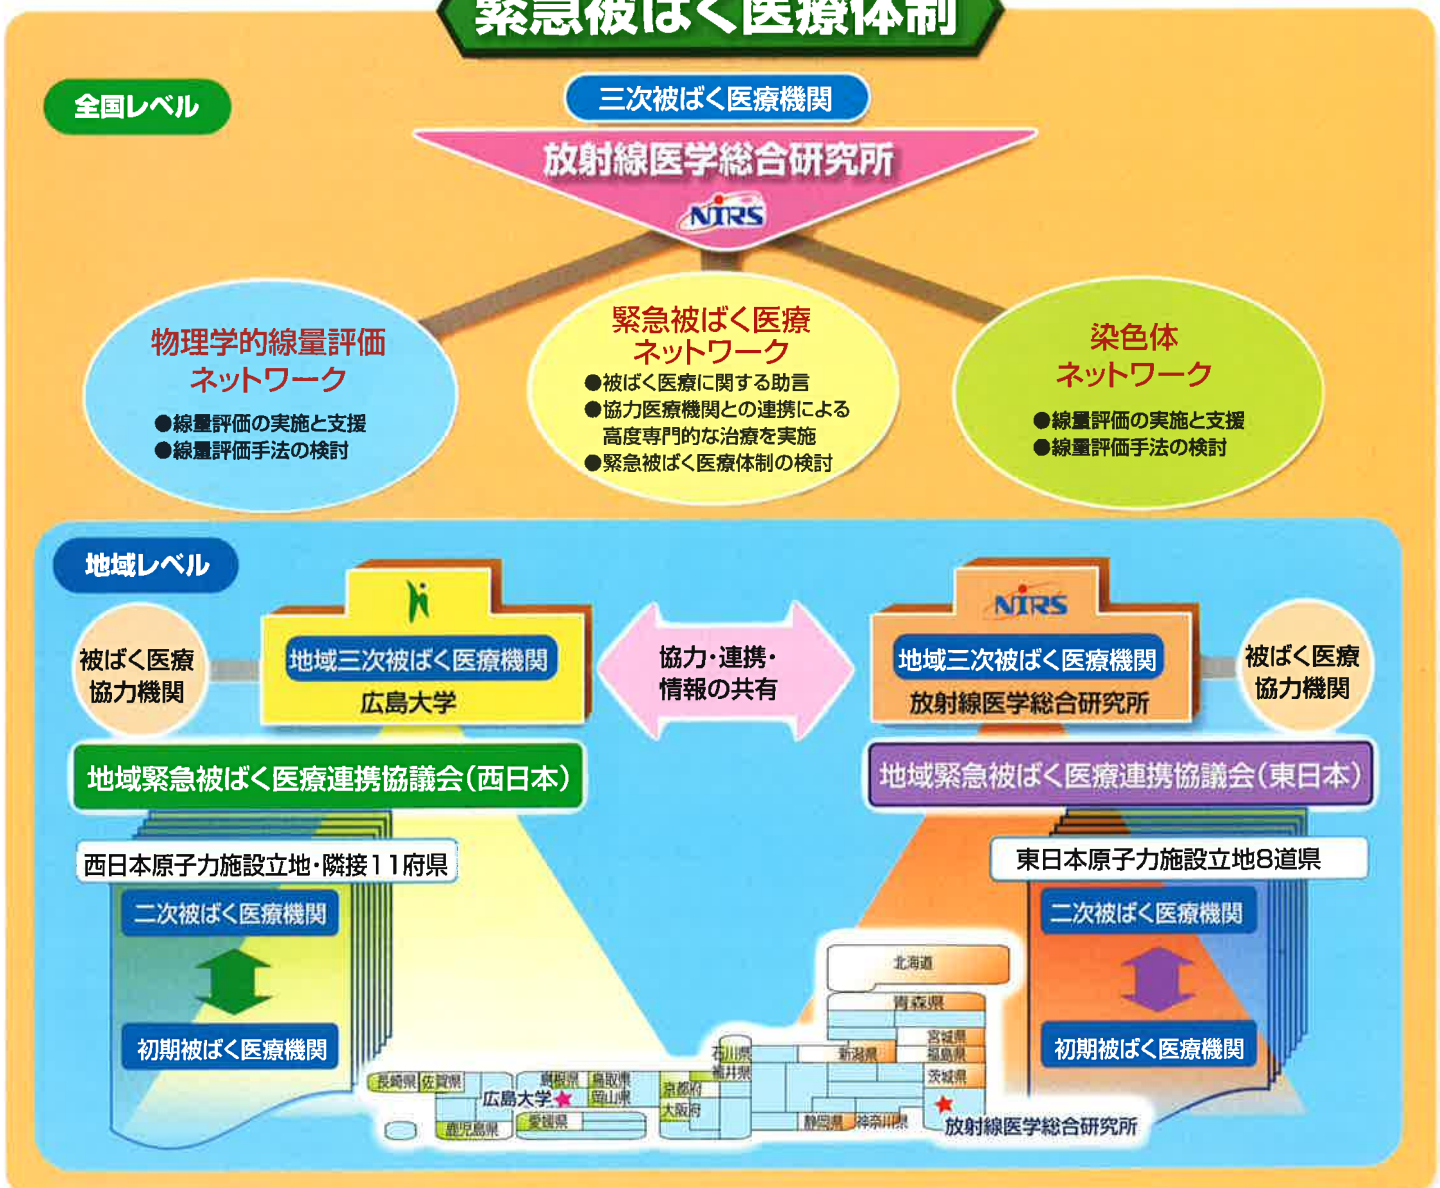 緊急被ばく医療体制
全国レベル
三次被ばく医療機関
放射線医学総合研究所
NIRS
物理学的線量評価
ネットワーク
●線量評価の実施と支援
●線量評価手法の検討
緊急被ばく医療
ネットワーク
●被ばく医療に関する助言
●協力医療機関との連携による
高度専門的な治療を実施
●緊急被ばく医療体制の検討
染色体
ネットワーク
●線量評価の実施と支援
●線量評価手法の検討
地域レベル
被ばく医療
協力機関
地域三次被ばく医療機関
広島大学
協力・連携・
情報の共有
NIRS
地域三次被ばく医療機関
放射線医学総合研究所
被ばく医療
協力機関
地域緊急被ばく医療連携協議会(西日本)
西日本原子力施設立地・隣接11府県
二次被ばく医療機関
初期被ばく医療機関
地域緊急被ばく医療連携協議会(東日本)
東日本原子力施設立地8道県
二次被ばく医療機関
初期被ばく医療機関
北海道
青森県
宮城県
福島県
茨城県
新潟県
石川県
福井県
長崎県
佐賀県
島根県
鳥取県
岡山県
京都府
大阪府
広島大学
鹿児島県
愛媛県
静岡県
神奈川県
放射線医学総合研究所